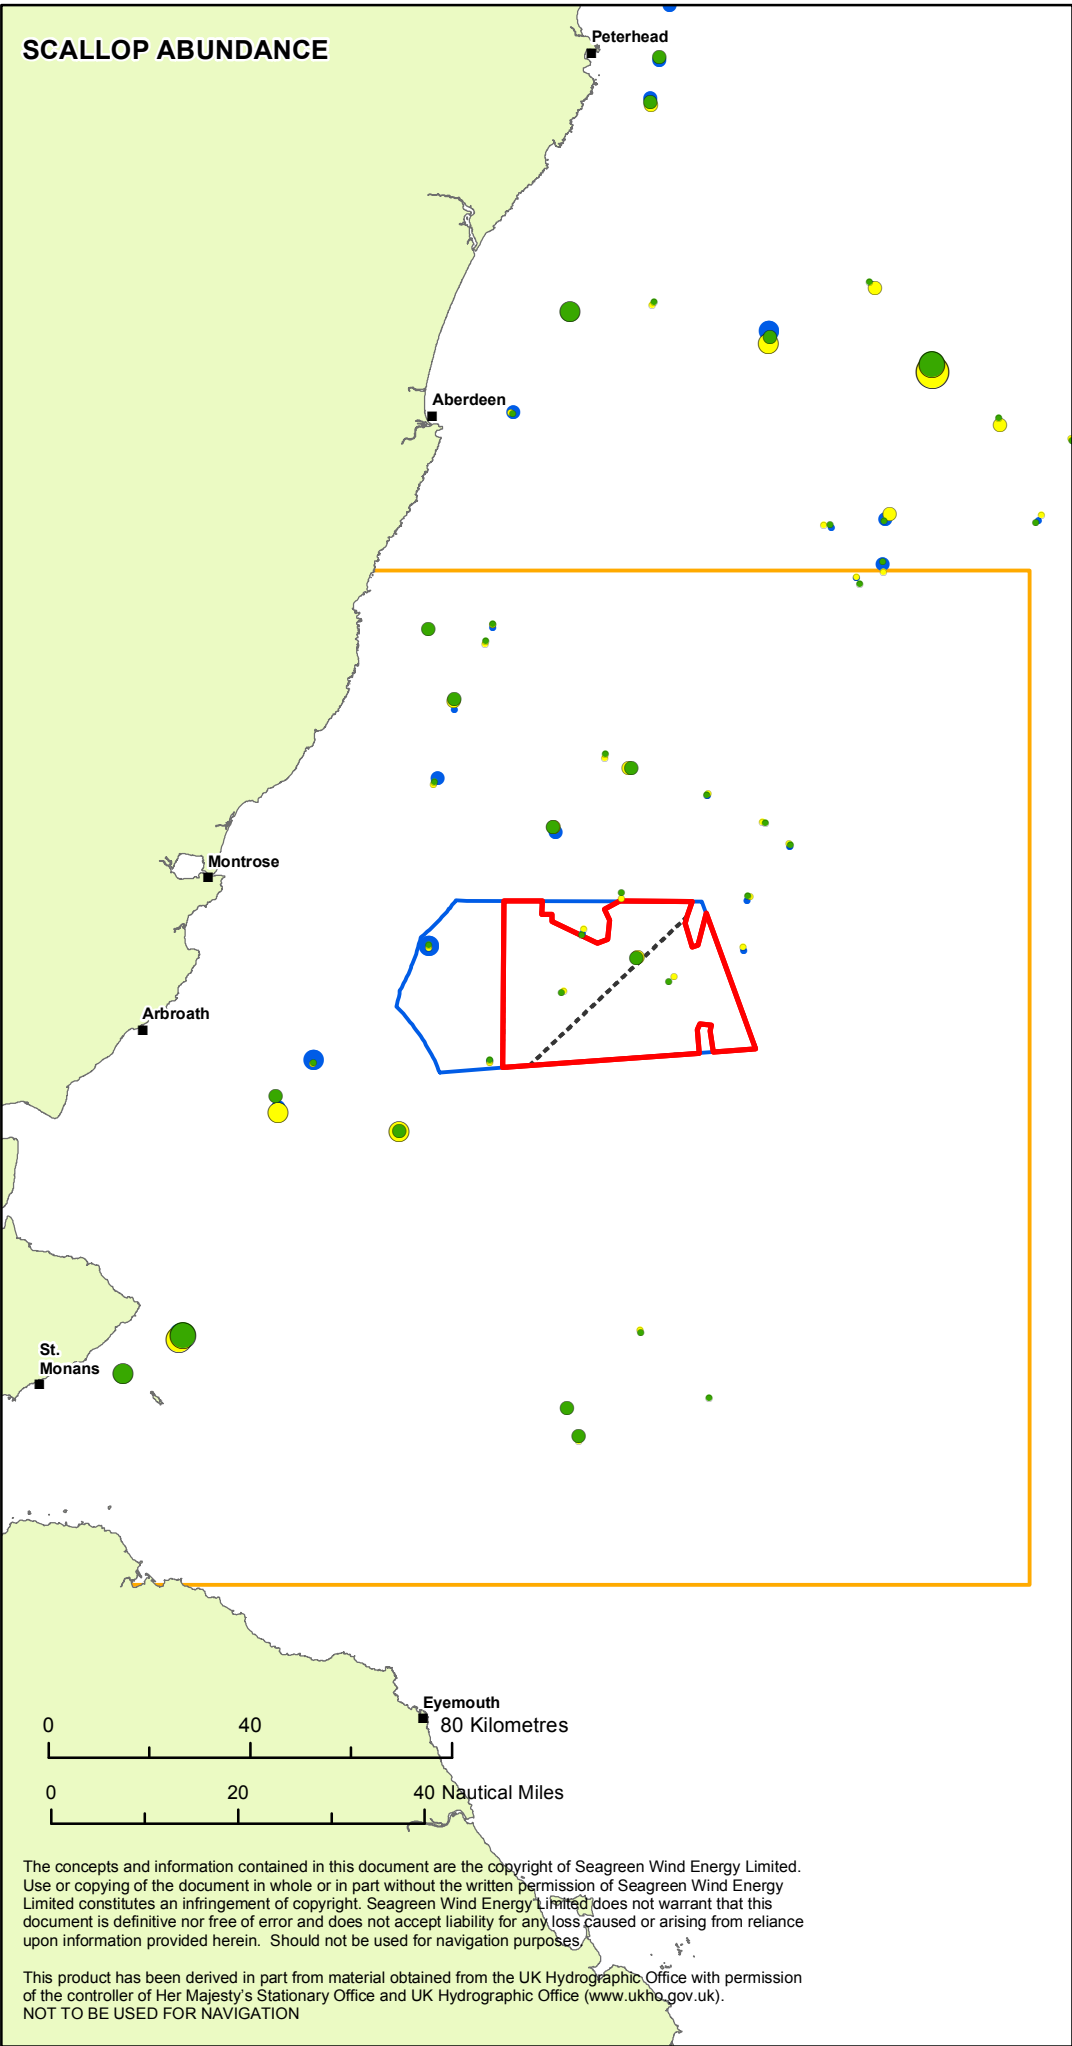 SCALLOP ABUNDANCE
Peterhead
Aberdeen
Montrose
Arbroath
St.
Monans
Eyemouth
0 40 80 Kilometres
0 20 40 Nautical Miles
The concepts and information contained in this document are the copyright of Seagreen Wind Energy Limited.
Use or copying of the document in whole or in part without the written permission of Seagreen Wind Energy
Limited constitutes an infringement of copyright. Seagreen Wind Energy Limited does not warrant that this
document is definitive nor free of error and does not accept liability for any loss caused or arising from reliance
upon information provided herein. Should not be used for navigation purposes.
This product has been derived in part from material obtained from the UK Hydrographic Office with permission
of the controller of Her Majesty's Stationary Office and UK Hydrographic Office (www.ukho.gov.uk).
NOT TO BE USED FOR NAVIGATION